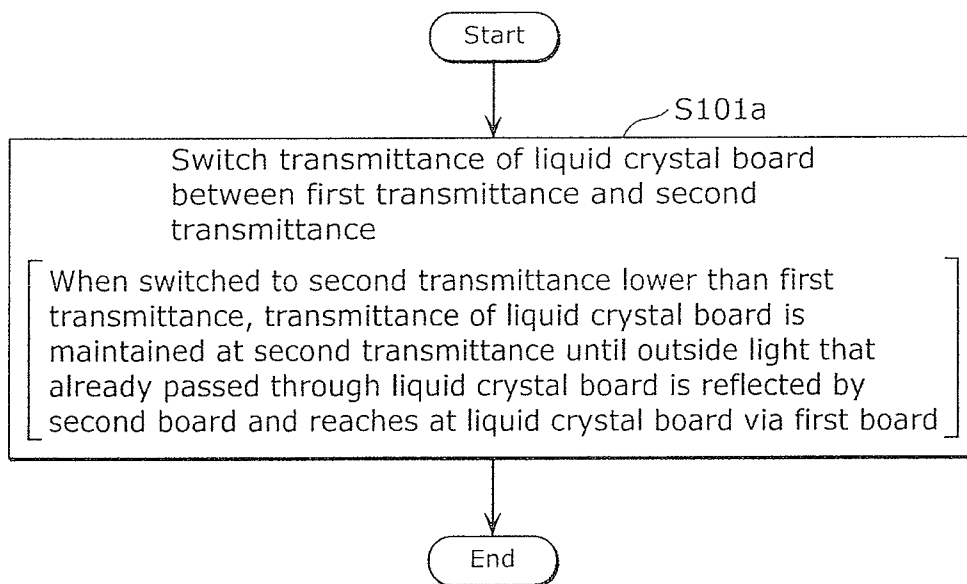 Start
S101a
Switch transmittance of liquid crystal board
between first transmittance and second
transmittance
When switched to second transmittance lower than first
transmittance, transmittance of liquid crystal board is
maintained at second transmittance until outside light that
already passed through liquid crystal board is reflected by
second board and reaches at liquid crystal board via first board
End